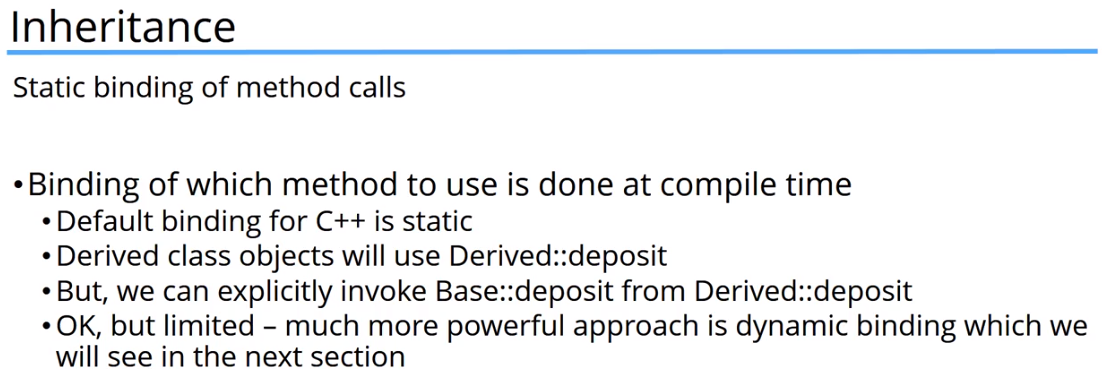 Inheritance
Static binding of method calls
•Binding of which method to use is done at compile time
•Default binding for C++ is static
•Derived class objects will use Derived::deposit
•But, we can explicitly invoke Base::deposit from Derived::deposit
•OK, but limited – much more powerful approach is dynamic binding which we
will see in the next section